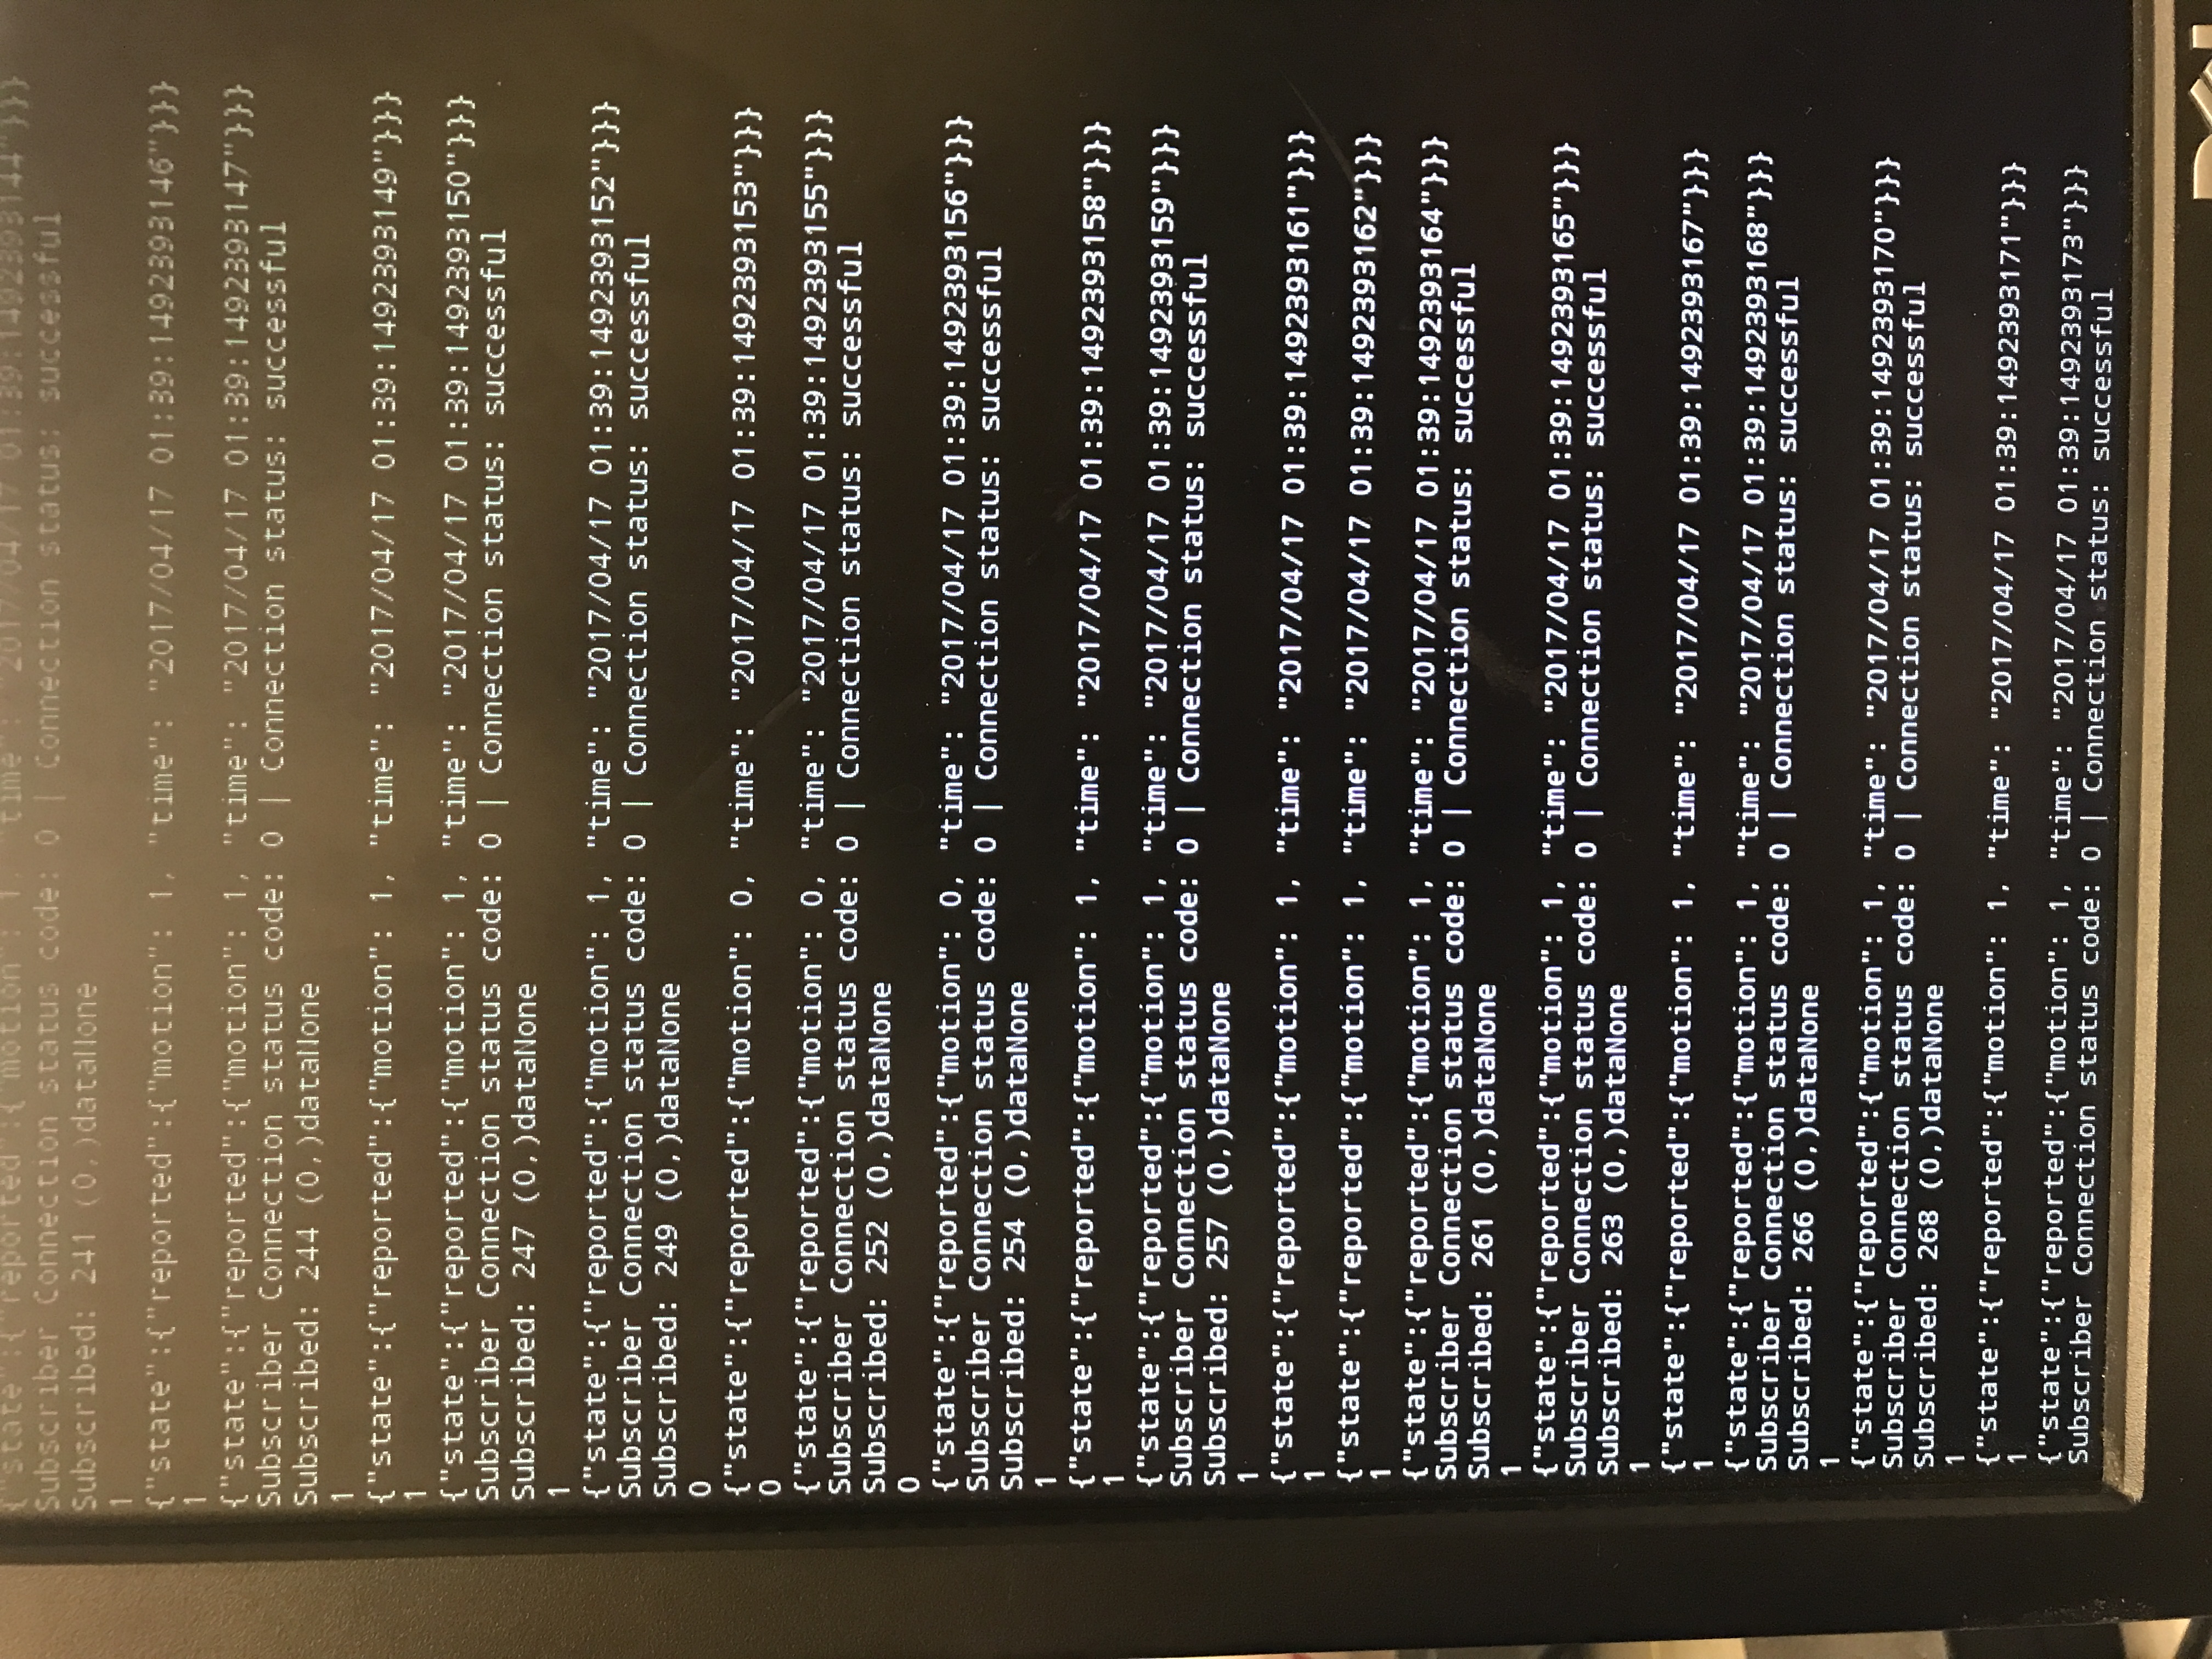 {"state":{"reported":{"motion": 1, "time": "2017/04/17 01:39:1492393144"}}}
Subscriber Connection status code: 0 | Connection status: successful
Subscribed: 241 (0,)dataNone
1
{"state":{"reported":{"motion": 1, "time": "2017/04/17 01:39:1492393146"}}}
1
{"state":{"reported":{"motion": 1, "time": "2017/04/17 01:39:1492393147"}}}
Subscriber Connection status code: 0 | Connection status: successful
Subscribed: 244 (0,)dataNone
1
{"state":{"reported":{"motion": 1, "time": "2017/04/17 01:39:1492393149"}}}
1
{"state":{"reported":{"motion": 1, "time": "2017/04/17 01:39:1492393150"}}}
Subscriber Connection status code: 0 | Connection status: successful
Subscribed: 247 (0,)dataNone
1
{"state":{"reported":{"motion": 1, "time": "2017/04/17 01:39:1492393152"}}}
Subscriber Connection status code: 0 | Connection status: successful
Subscribed: 249 (0,)dataNone
0
{"state":{"reported":{"motion": 0, "time": "2017/04/17 01:39:1492393153"}}}
0
{"state":{"reported":{"motion": 0, "time": "2017/04/17 01:39:1492393155"}}}
Subscriber Connection status code: 0 | Connection status: successful
Subscribed: 252 (0,)dataNone
0
{"state":{"reported":{"motion": 0, "time": "2017/04/17 01:39:1492393156"}}}
Subscriber Connection status code: 0 | Connection status: successful
Subscribed: 254 (0,)dataNone
1
{"state":{"reported":{"motion": 1, "time": "2017/04/17 01:39:1492393158"}}}
1
{"state":{"reported":{"motion": 1, "time": "2017/04/17 01:39:1492393159"}}}
Subscriber Connection status code: 0 | Connection status: successful
Subscribed: 257 (0,)dataNone
1
{"state":{"reported":{"motion": 1, "time": "2017/04/17 01:39:1492393161"}}}
1
{"state":{"reported":{"motion": 1, "time": "2017/04/17 01:39:1492393162"}}}
1
{"state":{"reported":{"motion": 1, "time": "2017/04/17 01:39:1492393164"}}}
Subscriber Connection status code: 0 | Connection status: successful
Subscribed: 261 (0,)dataNone
1
{"state":{"reported":{"motion": 1, "time": "2017/04/17 01:39:1492393165"}}}
Subscriber Connection status code: 0 | Connection status: successful
Subscribed: 263 (0,)dataNone
1
{"state":{"reported":{"motion": 1, "time": "2017/04/17 01:39:1492393167"}}}
1
{"state":{"reported":{"motion": 1, "time": "2017/04/17 01:39:1492393168"}}}
Subscriber Connection status code: 0 | Connection status: successful
Subscribed: 266 (0,)dataNone
1
{"state":{"reported":{"motion": 1, "time": "2017/04/17 01:39:1492393170"}}}
Subscriber Connection status code: 0 | Connection status: successful
Subscribed: 268 (0,)dataNone
1
{"state":{"reported":{"motion": 1, "time": "2017/04/17 01:39:1492393171"}}}
1
{"state":{"reported":{"motion": 1, "time": "2017/04/17 01:39:1492393173"}}}
Subscriber Connection status code: 0 | Connection status: successful